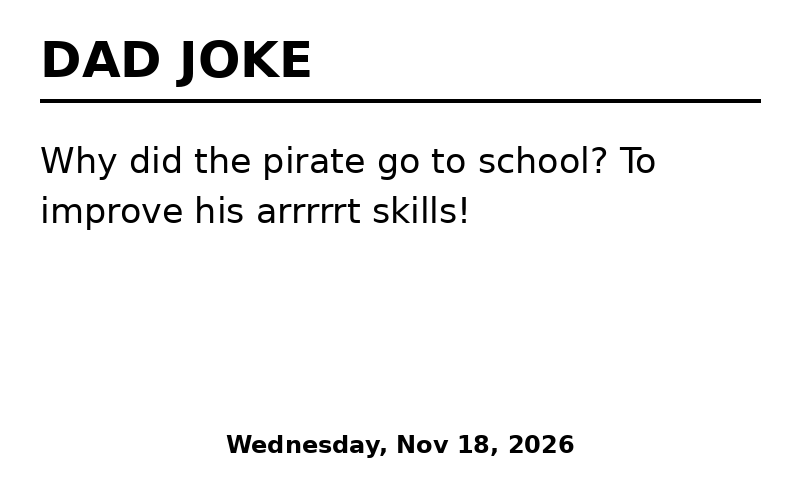 DAD JOKE
Why did the pirate go to school? To
improve his arrrrrt skills!
Wednesday, Nov 18, 2026